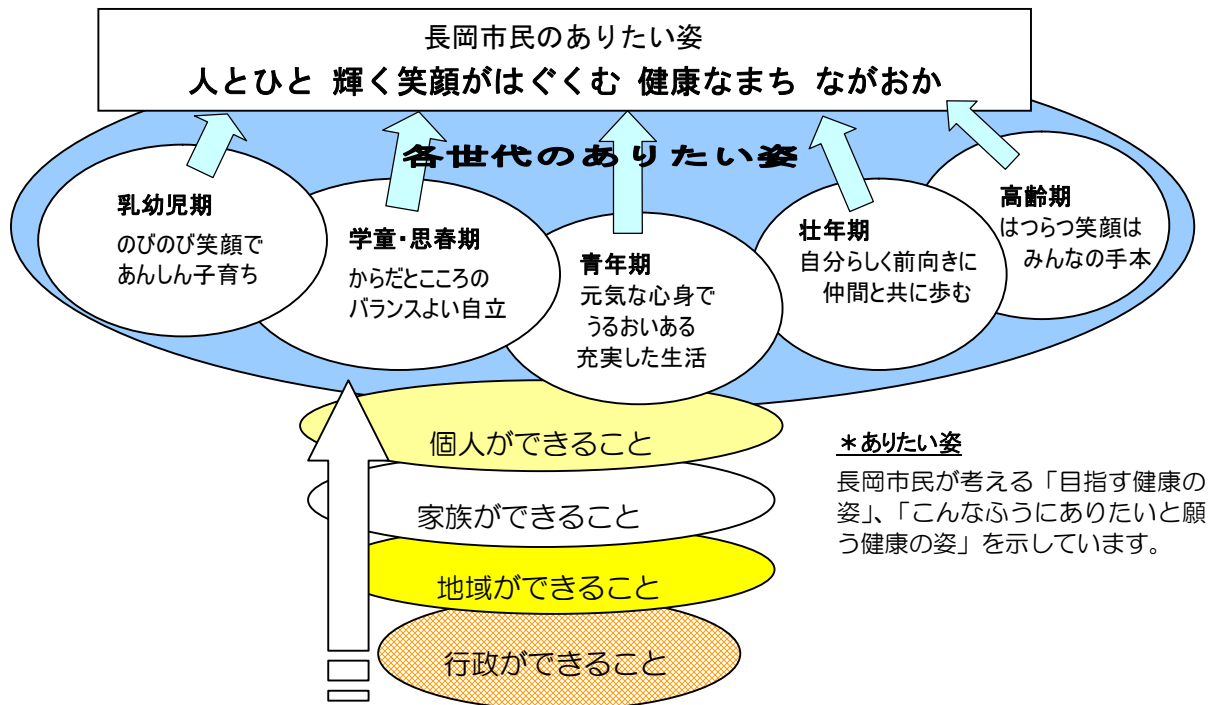 長岡市民のありたい姿
人とひと 輝く笑顔がはぐくむ 健康なまち ながおか
各世代のありたい姿
乳幼児期
のびのび笑顔で
あんしん子育ち
学童・思春期
からだとこころの
バランスよい自立
青年期
元気な心身で
うるおいある
充実した生活
壮年期
自分らしく前向きに
仲間と共に歩む
高齢期
はつらつ笑顔は
みんなの手本
個人ができること
家族ができること
地域ができること
行政ができること
＊ありたい姿
長岡市民が考える「目指す健康の
姿」、「こんなふうにありたいと願
う健康の姿」を示しています。